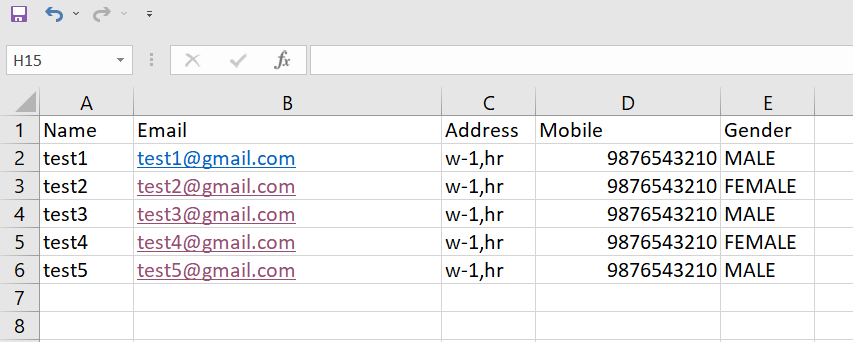 H15 fx
A B C D E
1 Name Email Address Mobile Gender
2 test1 test1@gmail.com w-1,hr 9876543210 MALE
3 test2 test2@gmail.com w-1,hr 9876543210 FEMALE
4 test3 test3@gmail.com w-1,hr 9876543210 MALE
5 test4 test4@gmail.com w-1,hr 9876543210 FEMALE
6 test5 test5@gmail.com w-1,hr 9876543210 MALE
7
8